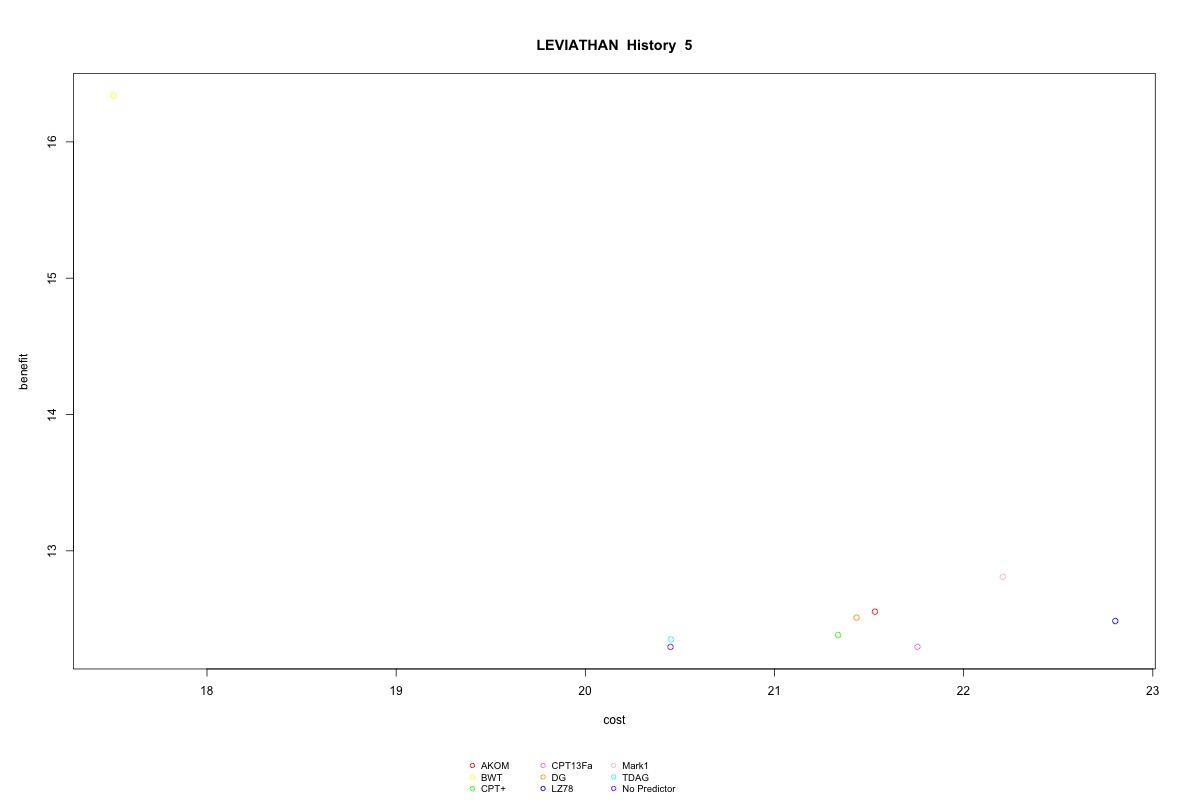 LEVIATHAN History 5
16
15
14
13
benefit
18 19 20 21 22 23
cost
AKOM CPT13Fa Mark1
BWT DG TDAG
CPT+ LZ78 No Predictor